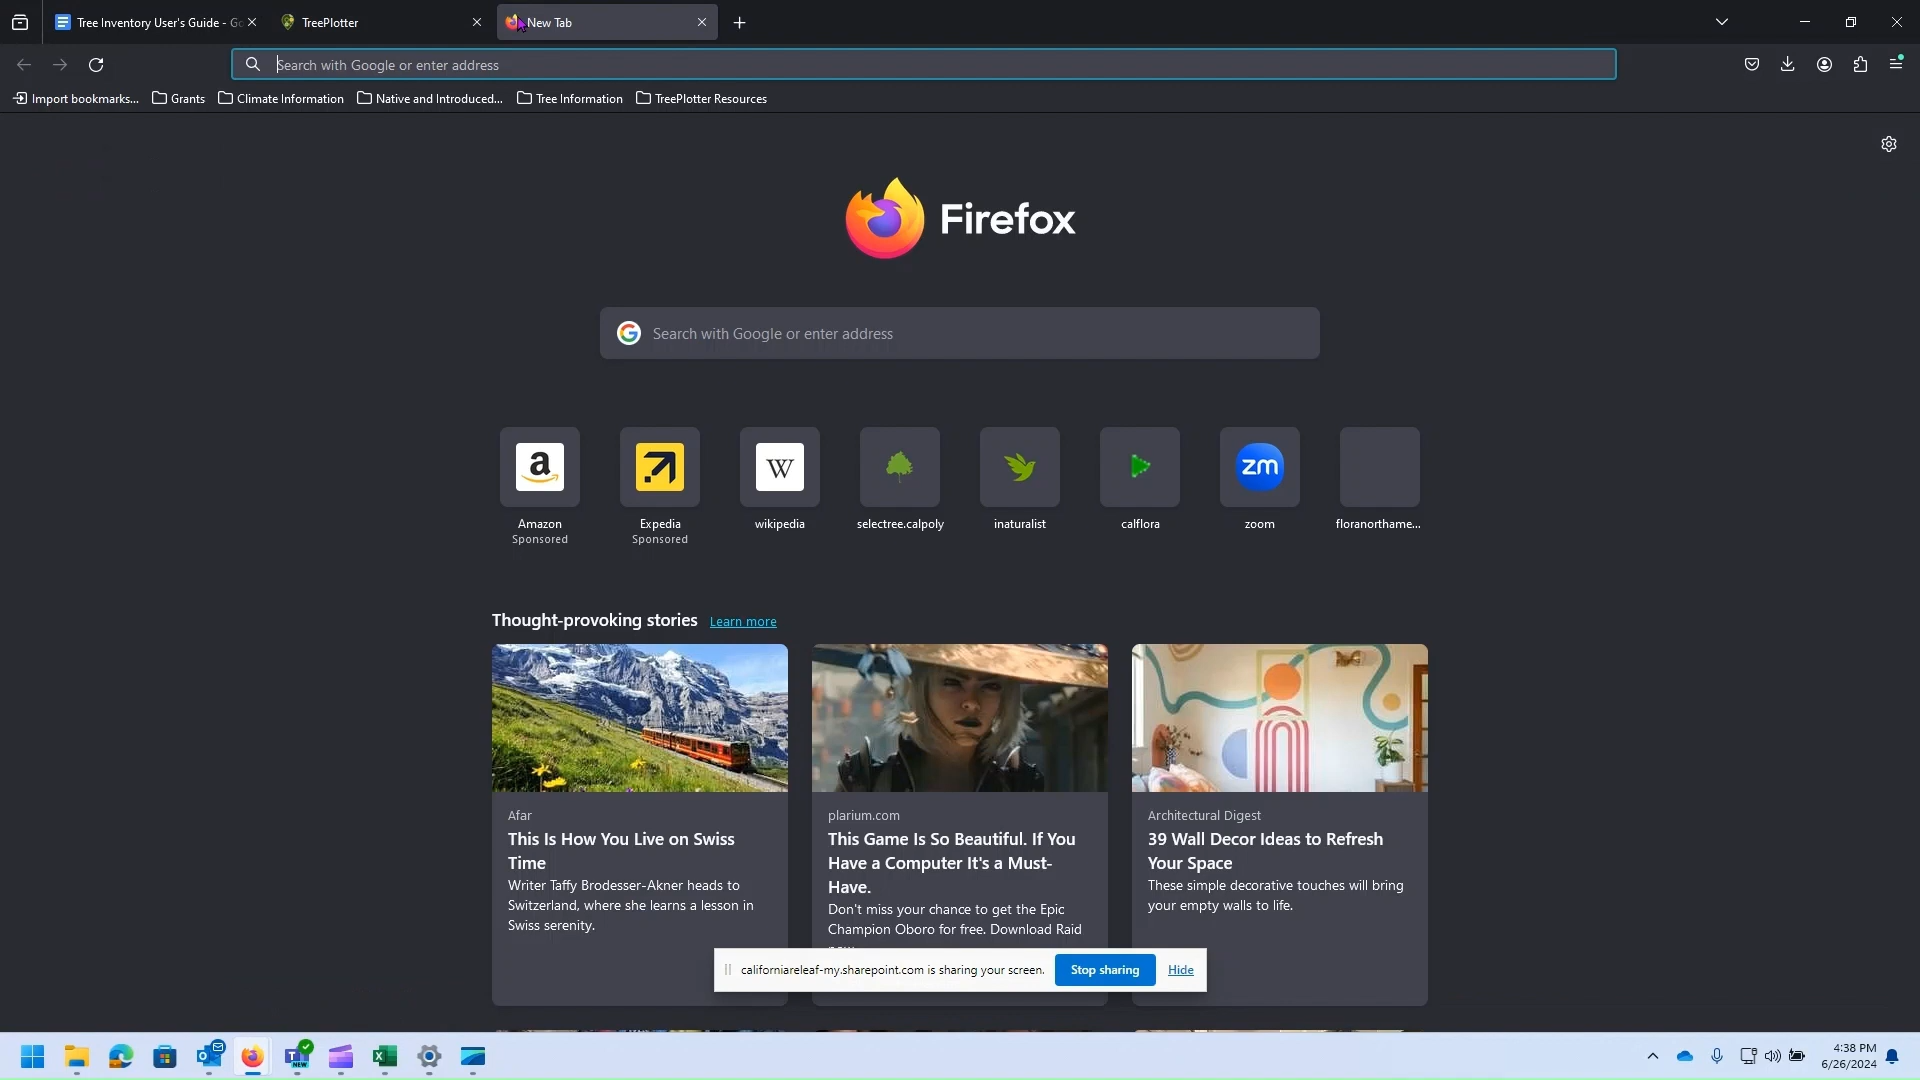 Tree Inventory User's Guide - Go
TreePlotter
New Tab
Search with Google or enter address
Import bookmarks...
Grants
Climate Information
Native and Introduced...
Tree Information
TreePlotter Resources
Firefox
Search with Google or enter address
a
W
zm
Amazon
Sponsored
Expedia
Sponsored
wikipedia
selectree.calpoly
inaturalist
calflora
zoom
floranorthame...
Thought-provoking stories Learn more
Afar
This Is How You Live on Swiss
Time
Writer Taffy Brodesser-Akner heads to
Switzerland, where she learns a lesson in
Swiss serenity.
plarium.com
This Game Is So Beautiful. If You
Have a Computer It's a Must-
Have.
Don't miss your chance to get the Epic
Champion Oboro for free. Download Raid
Architectural Digest
39 Wall Decor Ideas to Refresh
Your Space
These simple decorative touches will bring
your empty walls to life.
californiareleaf-my.sharepoint.com is sharing your screen.
Stop sharing
Hide
NEW
4:38 PM
6/26/2024